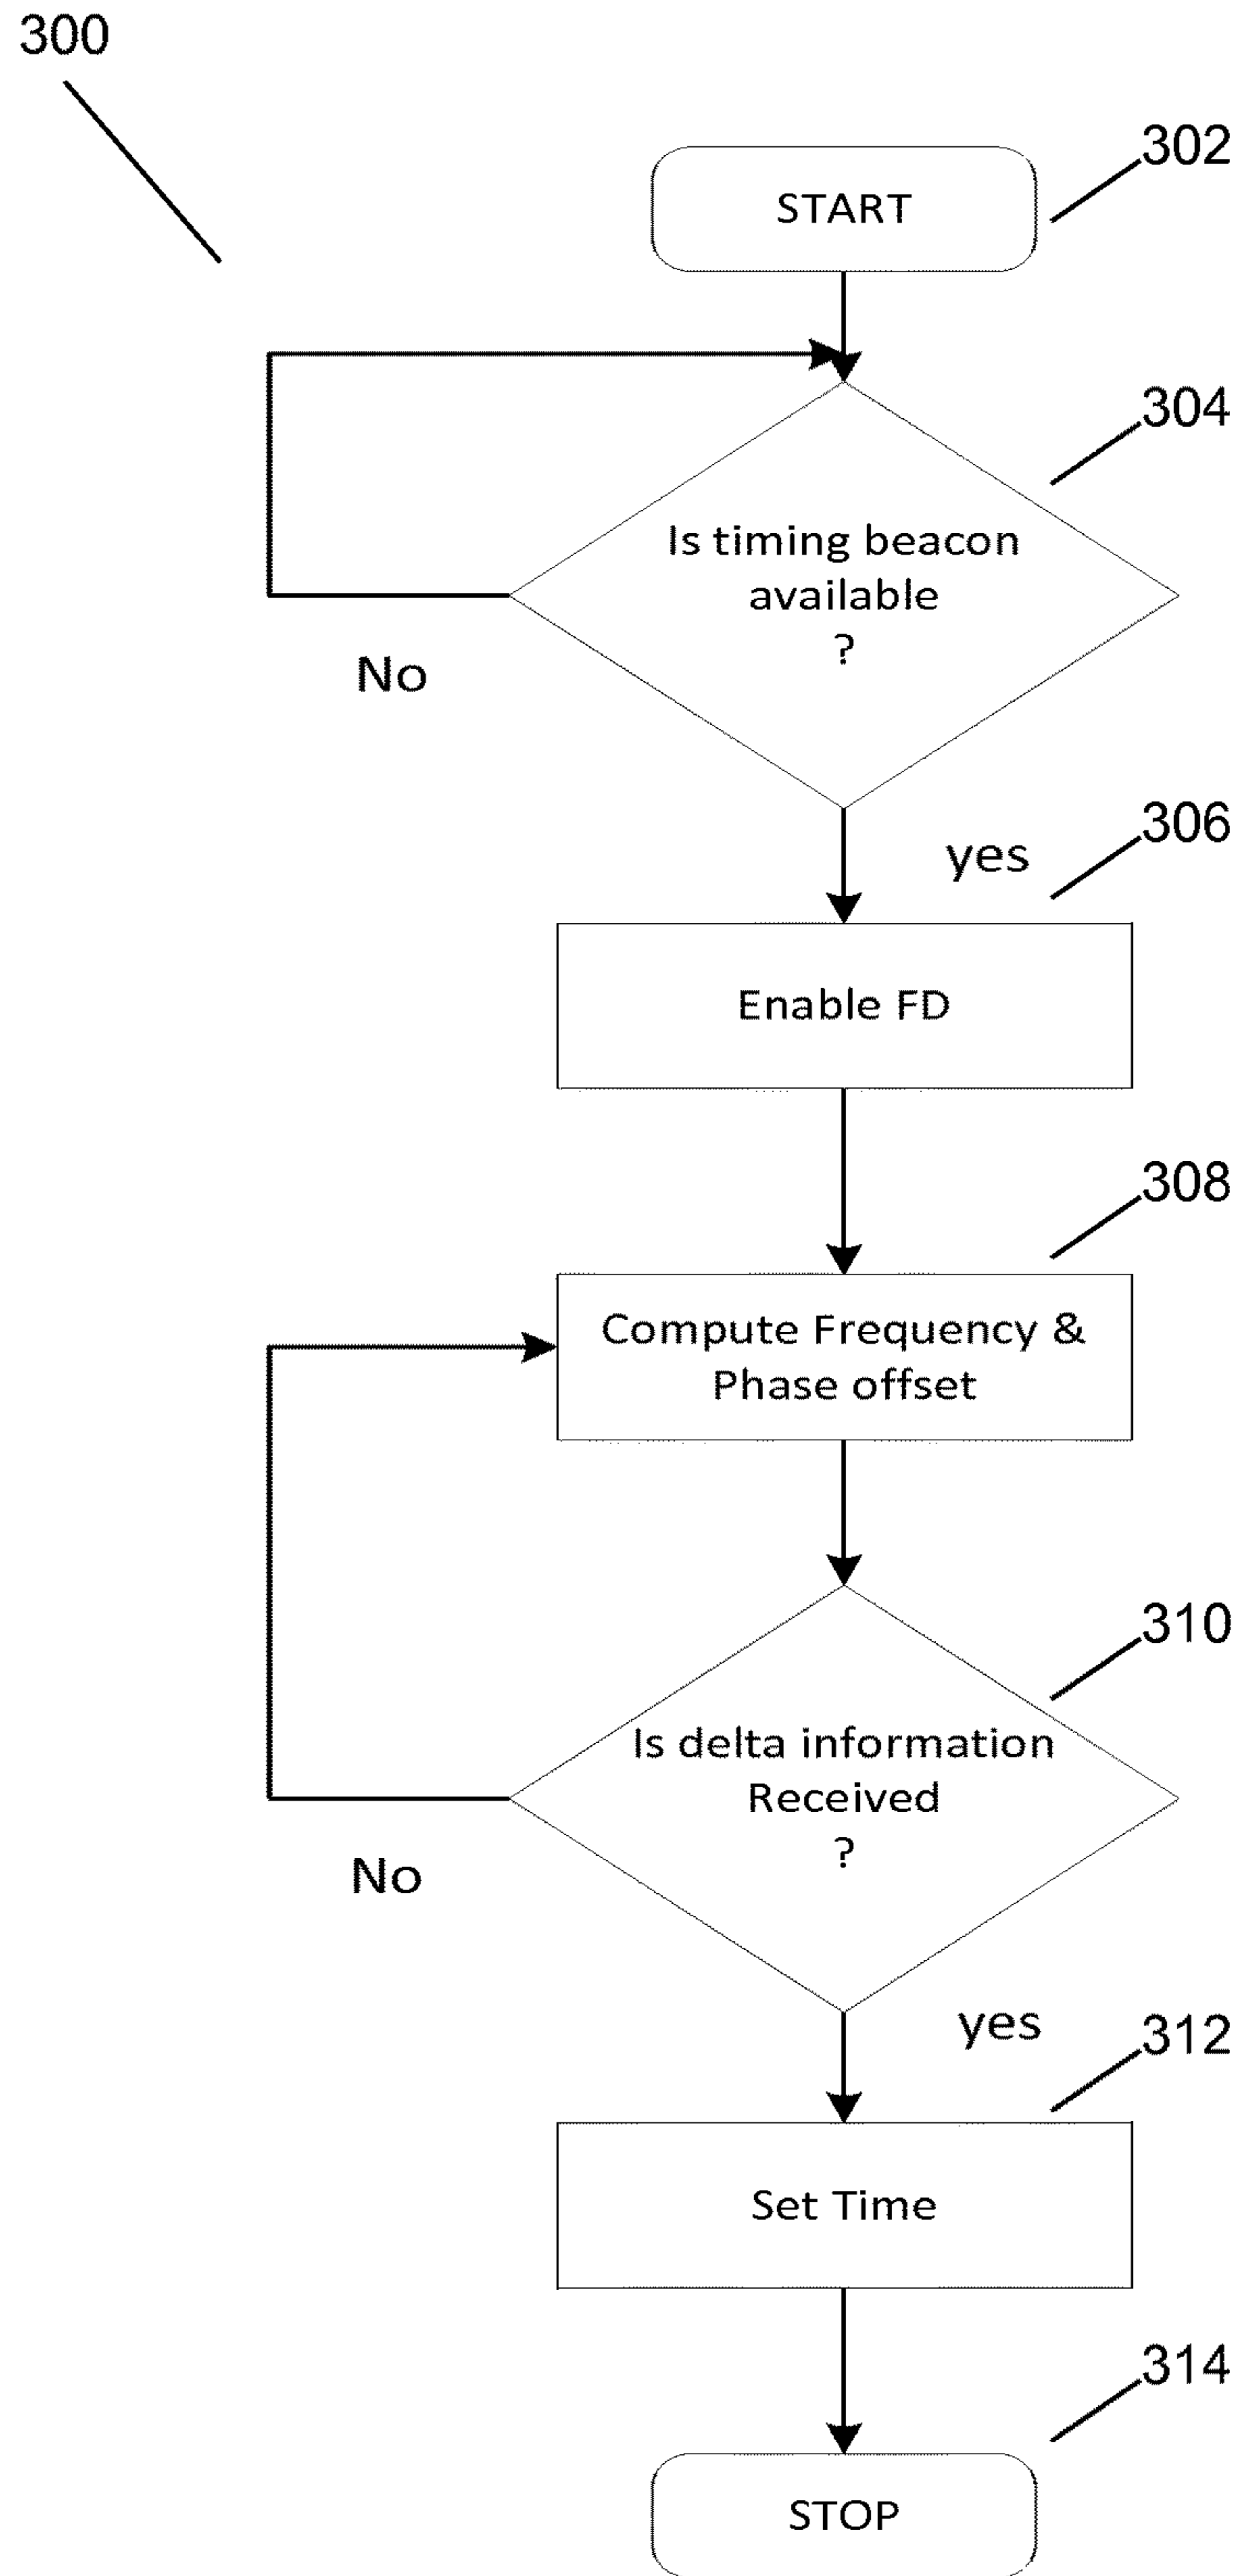 300
302
START
304
Is timing beacon
available
?
No
306
yes
Enable FD
308
Compute Frequency &
Phase offset
310
Is delta information
Received
?
No
yes
312
Set Time
314
STOP